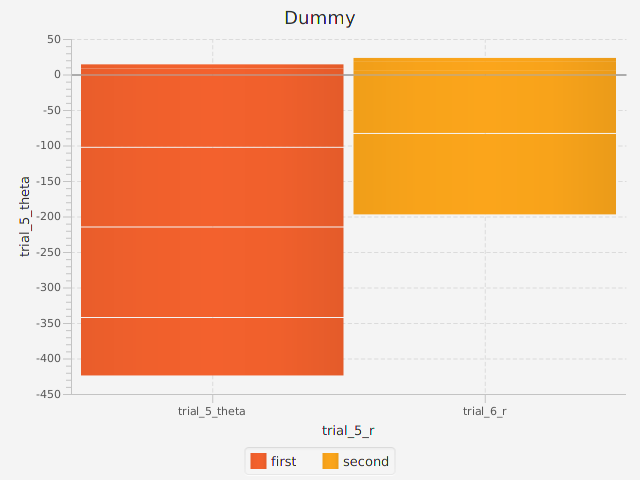 Dummy
50
0
-50
-100
-150
-200
-250
-300
-350
-400
-450
trial_5_theta
trial_5_theta
trial_6_r
trial_5_r
first
second